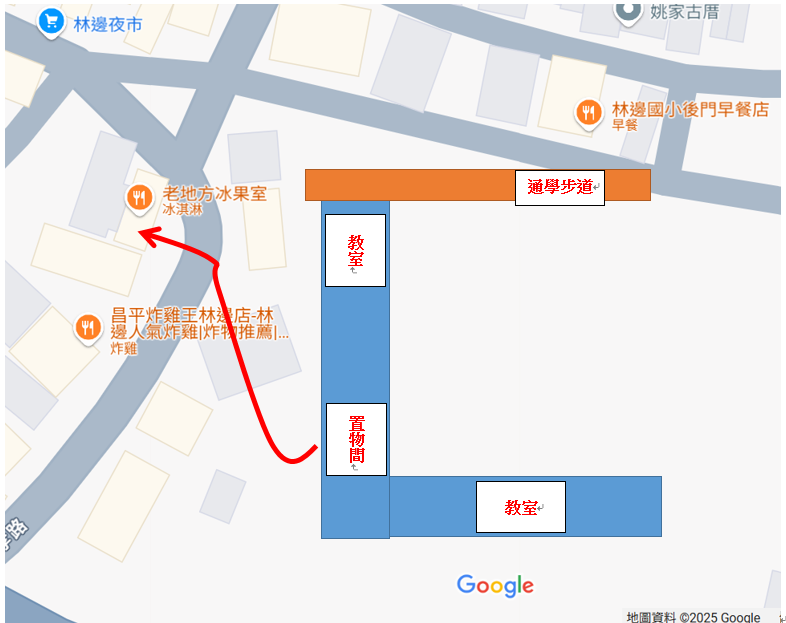 林邊夜市
姚家古厝
林邊國小後門早餐店
早餐
通學步道
老地方冰果室
冰淇淋
教室
昌平炸雞王林邊店-林
邊人氣炸雞|炸物推薦|...
炸雞
置物間
教室
路
Google
地圖資料 ©2025 Google